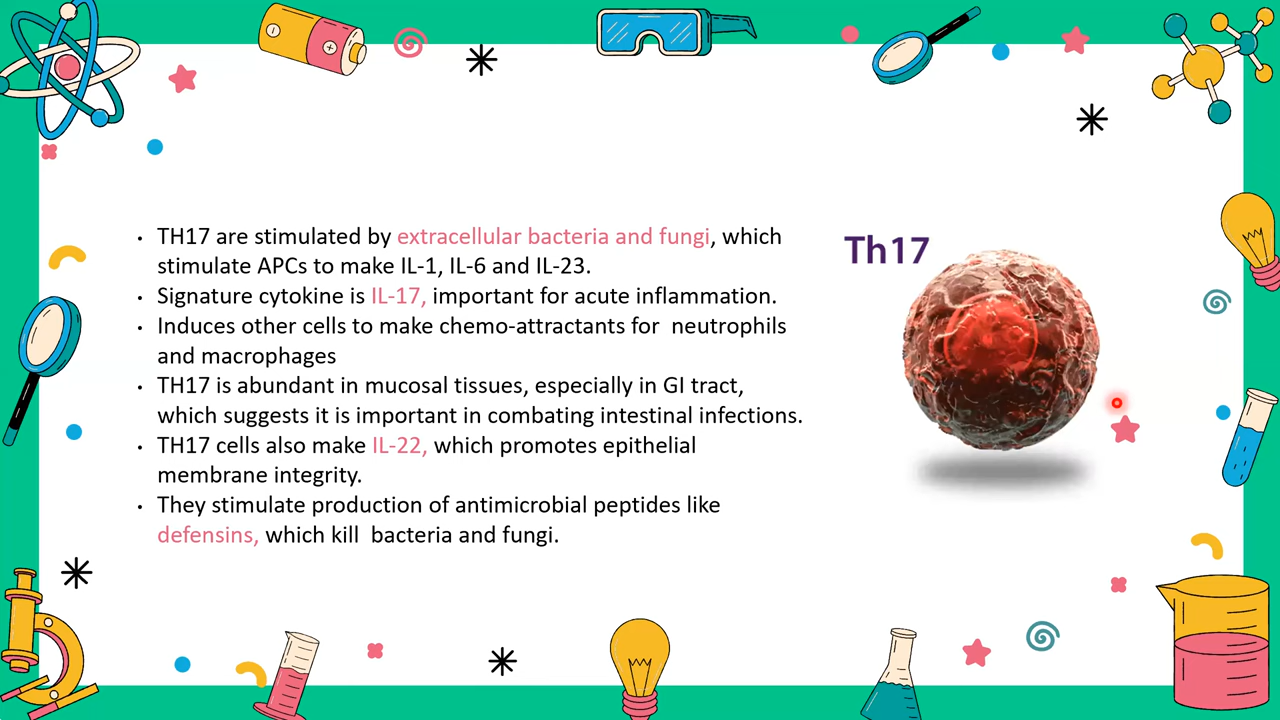 • TH17 are stimulated by extracellular bacteria and fungi, which
stimulate APCs to make IL-1, IL-6 and IL-23.
• Signature cytokine is IL-17, important for acute inflammation.
• Induces other cells to make chemo-attractants for  neutrophils
and macrophages
• TH17 is abundant in mucosal tissues, especially in GI tract,
which suggests it is important in combating intestinal infections.
• TH17 cells also make IL-22, which promotes epithelial
membrane integrity.
• They stimulate production of antimicrobial peptides like
defensins, which kill  bacteria and fungi.
Th17